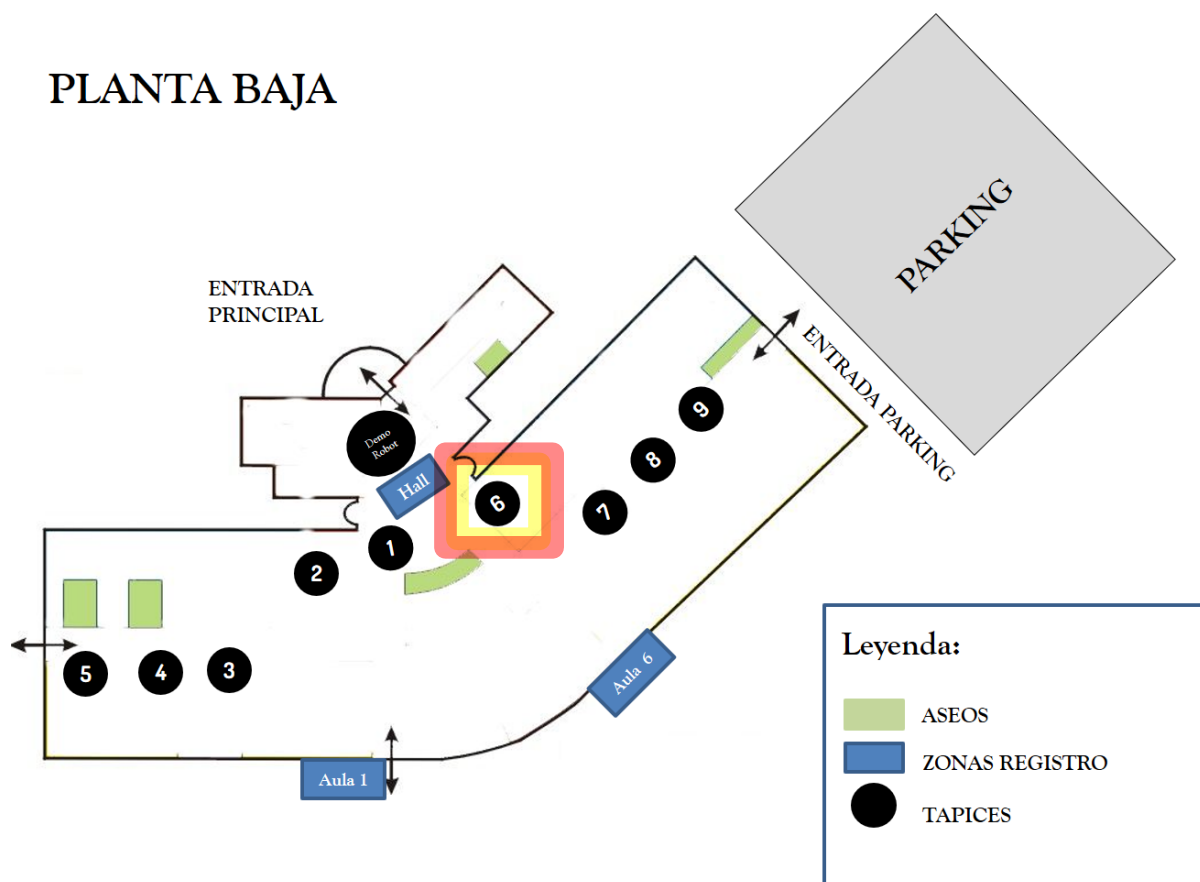 PLANTA BAJA
PARKING
ENTRADA
PRINCIPAL
ENTRADA PARKING
Demo
Robot
Hall
9
8
7
6
1
2
3
4
5
Aula 6
Aula 1
Leyenda:
ASEOS
ZONAS REGISTRO
TAPICES